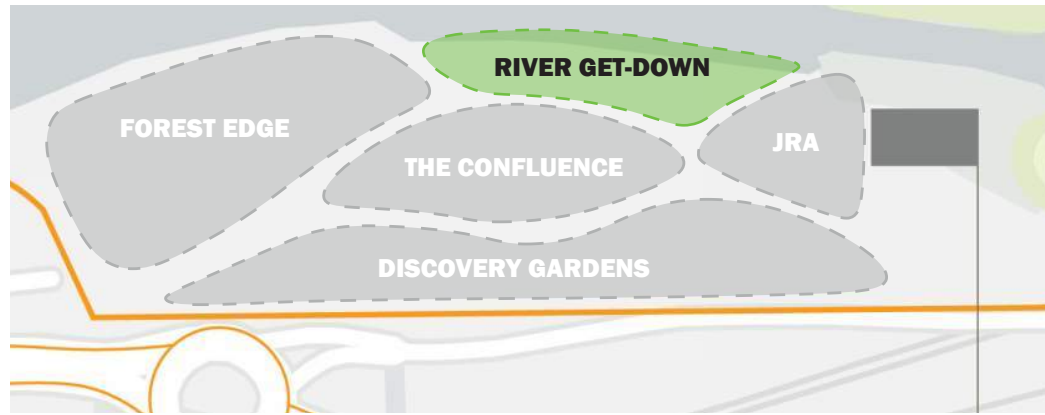 RIVER GET-DOWN
FOREST EDGE
JRA
THE CONFLUENCE
DISCOVERY GARDENS